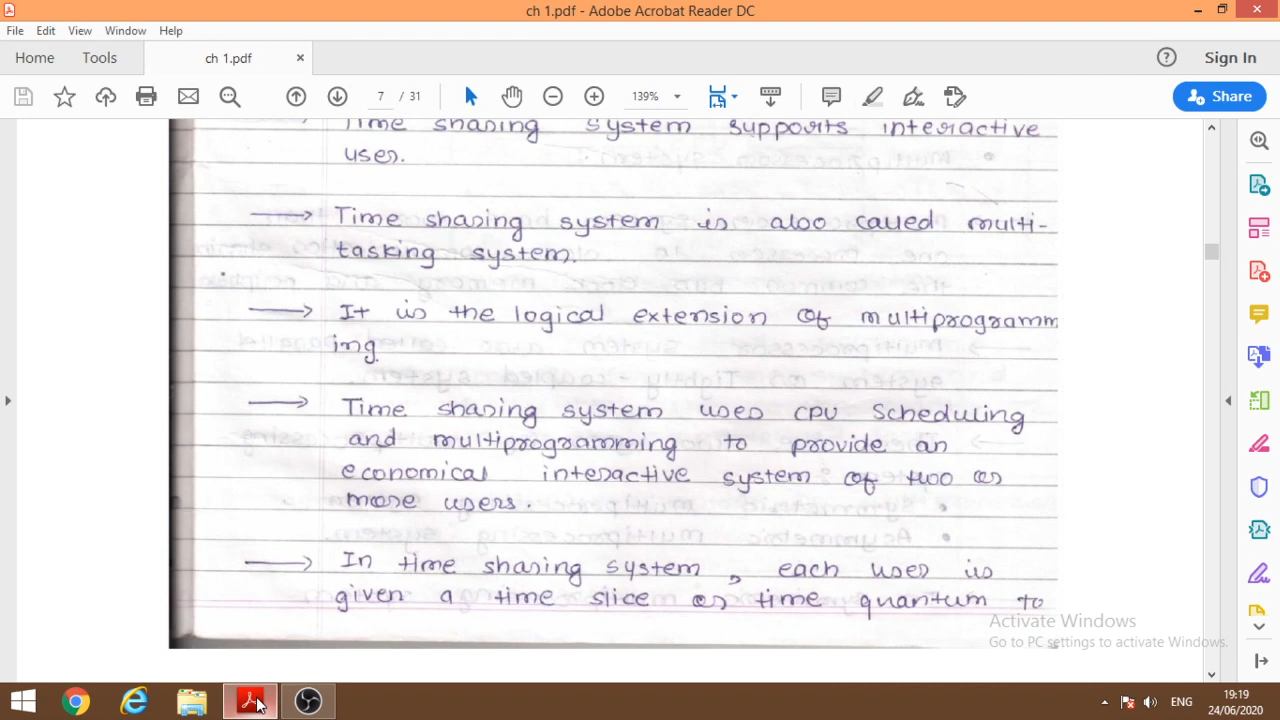 ch 1.pdf - Adobe Acrobat Reader DC
File Edit View Window Help
Home Tools ch 1.pdf × Sign In
7 / 31 139% Share
Time sharing system supports interactive
user.
→ Time sharing system is also called multi-
tasking system.
→ It is the logical extension of multiprogramm
ing.
→ Time sharing system uses CPU Scheduling
and multiprogramming to provide an
economical interactive system of two or
more users.
→ In time sharing system, each user is
given a time slice or time quantum to
Activate Windows
Go to PC settings to activate Windows.
ENG 19:19
24/06/2020